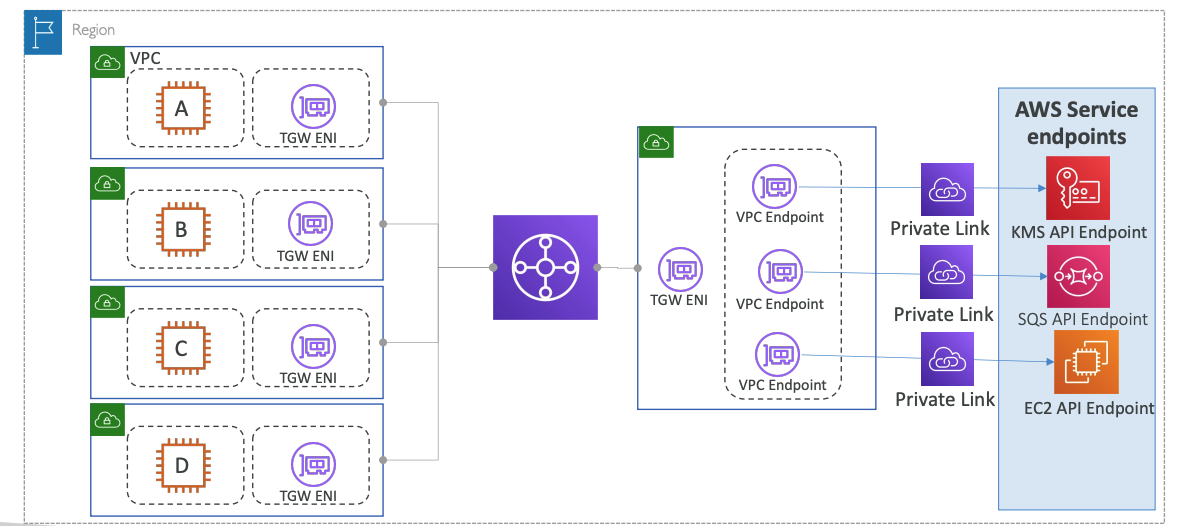 Region
VPC
A
TGW ENI
B
TGW ENI
C
TGW ENI
D
TGW ENI
TGW ENI
VPC Endpoint
VPC Endpoint
VPC Endpoint
Private Link
Private Link
Private Link
AWS Service
endpoints
KMS API Endpoint
SQS API Endpoint
EC2 API Endpoint